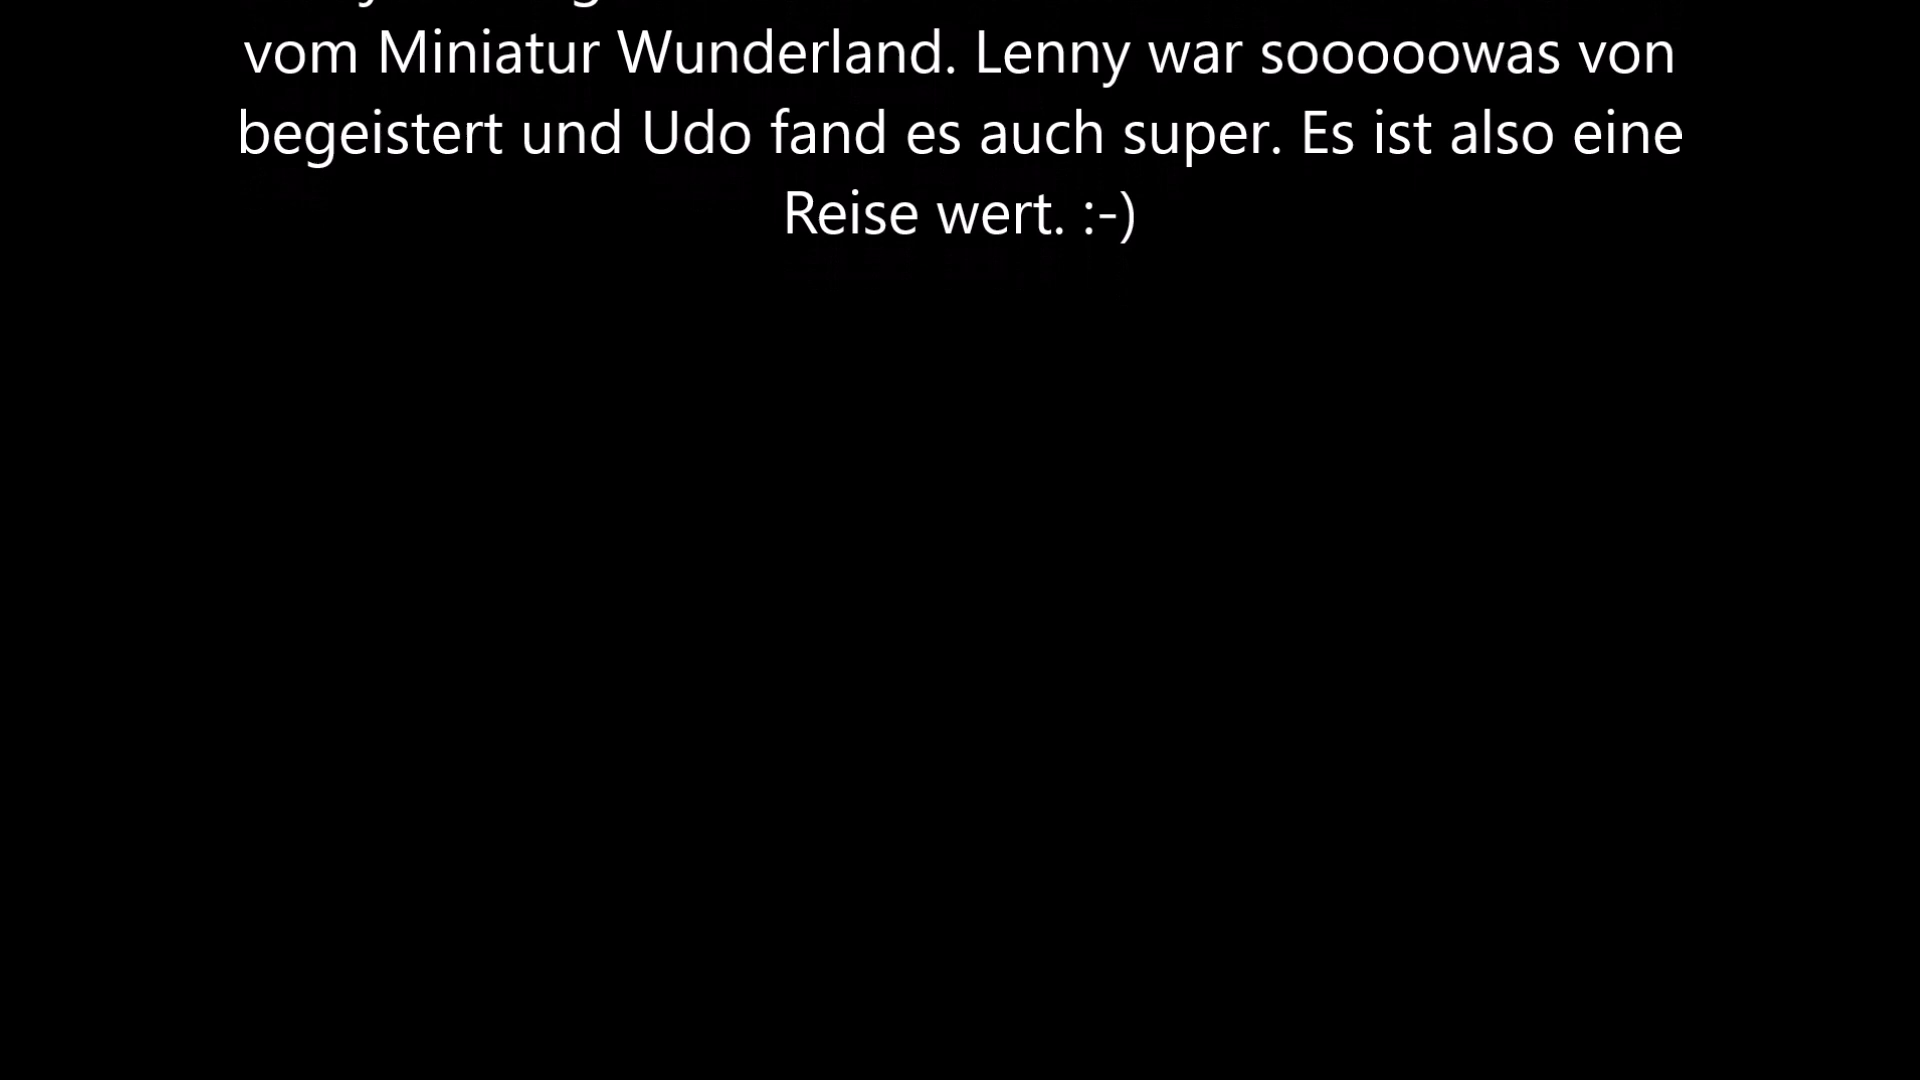 vom Miniatur Wunderland. Lenny war sooooowas von
begeistert und Udo fand es auch super. Es ist also eine
Reise wert. :-)